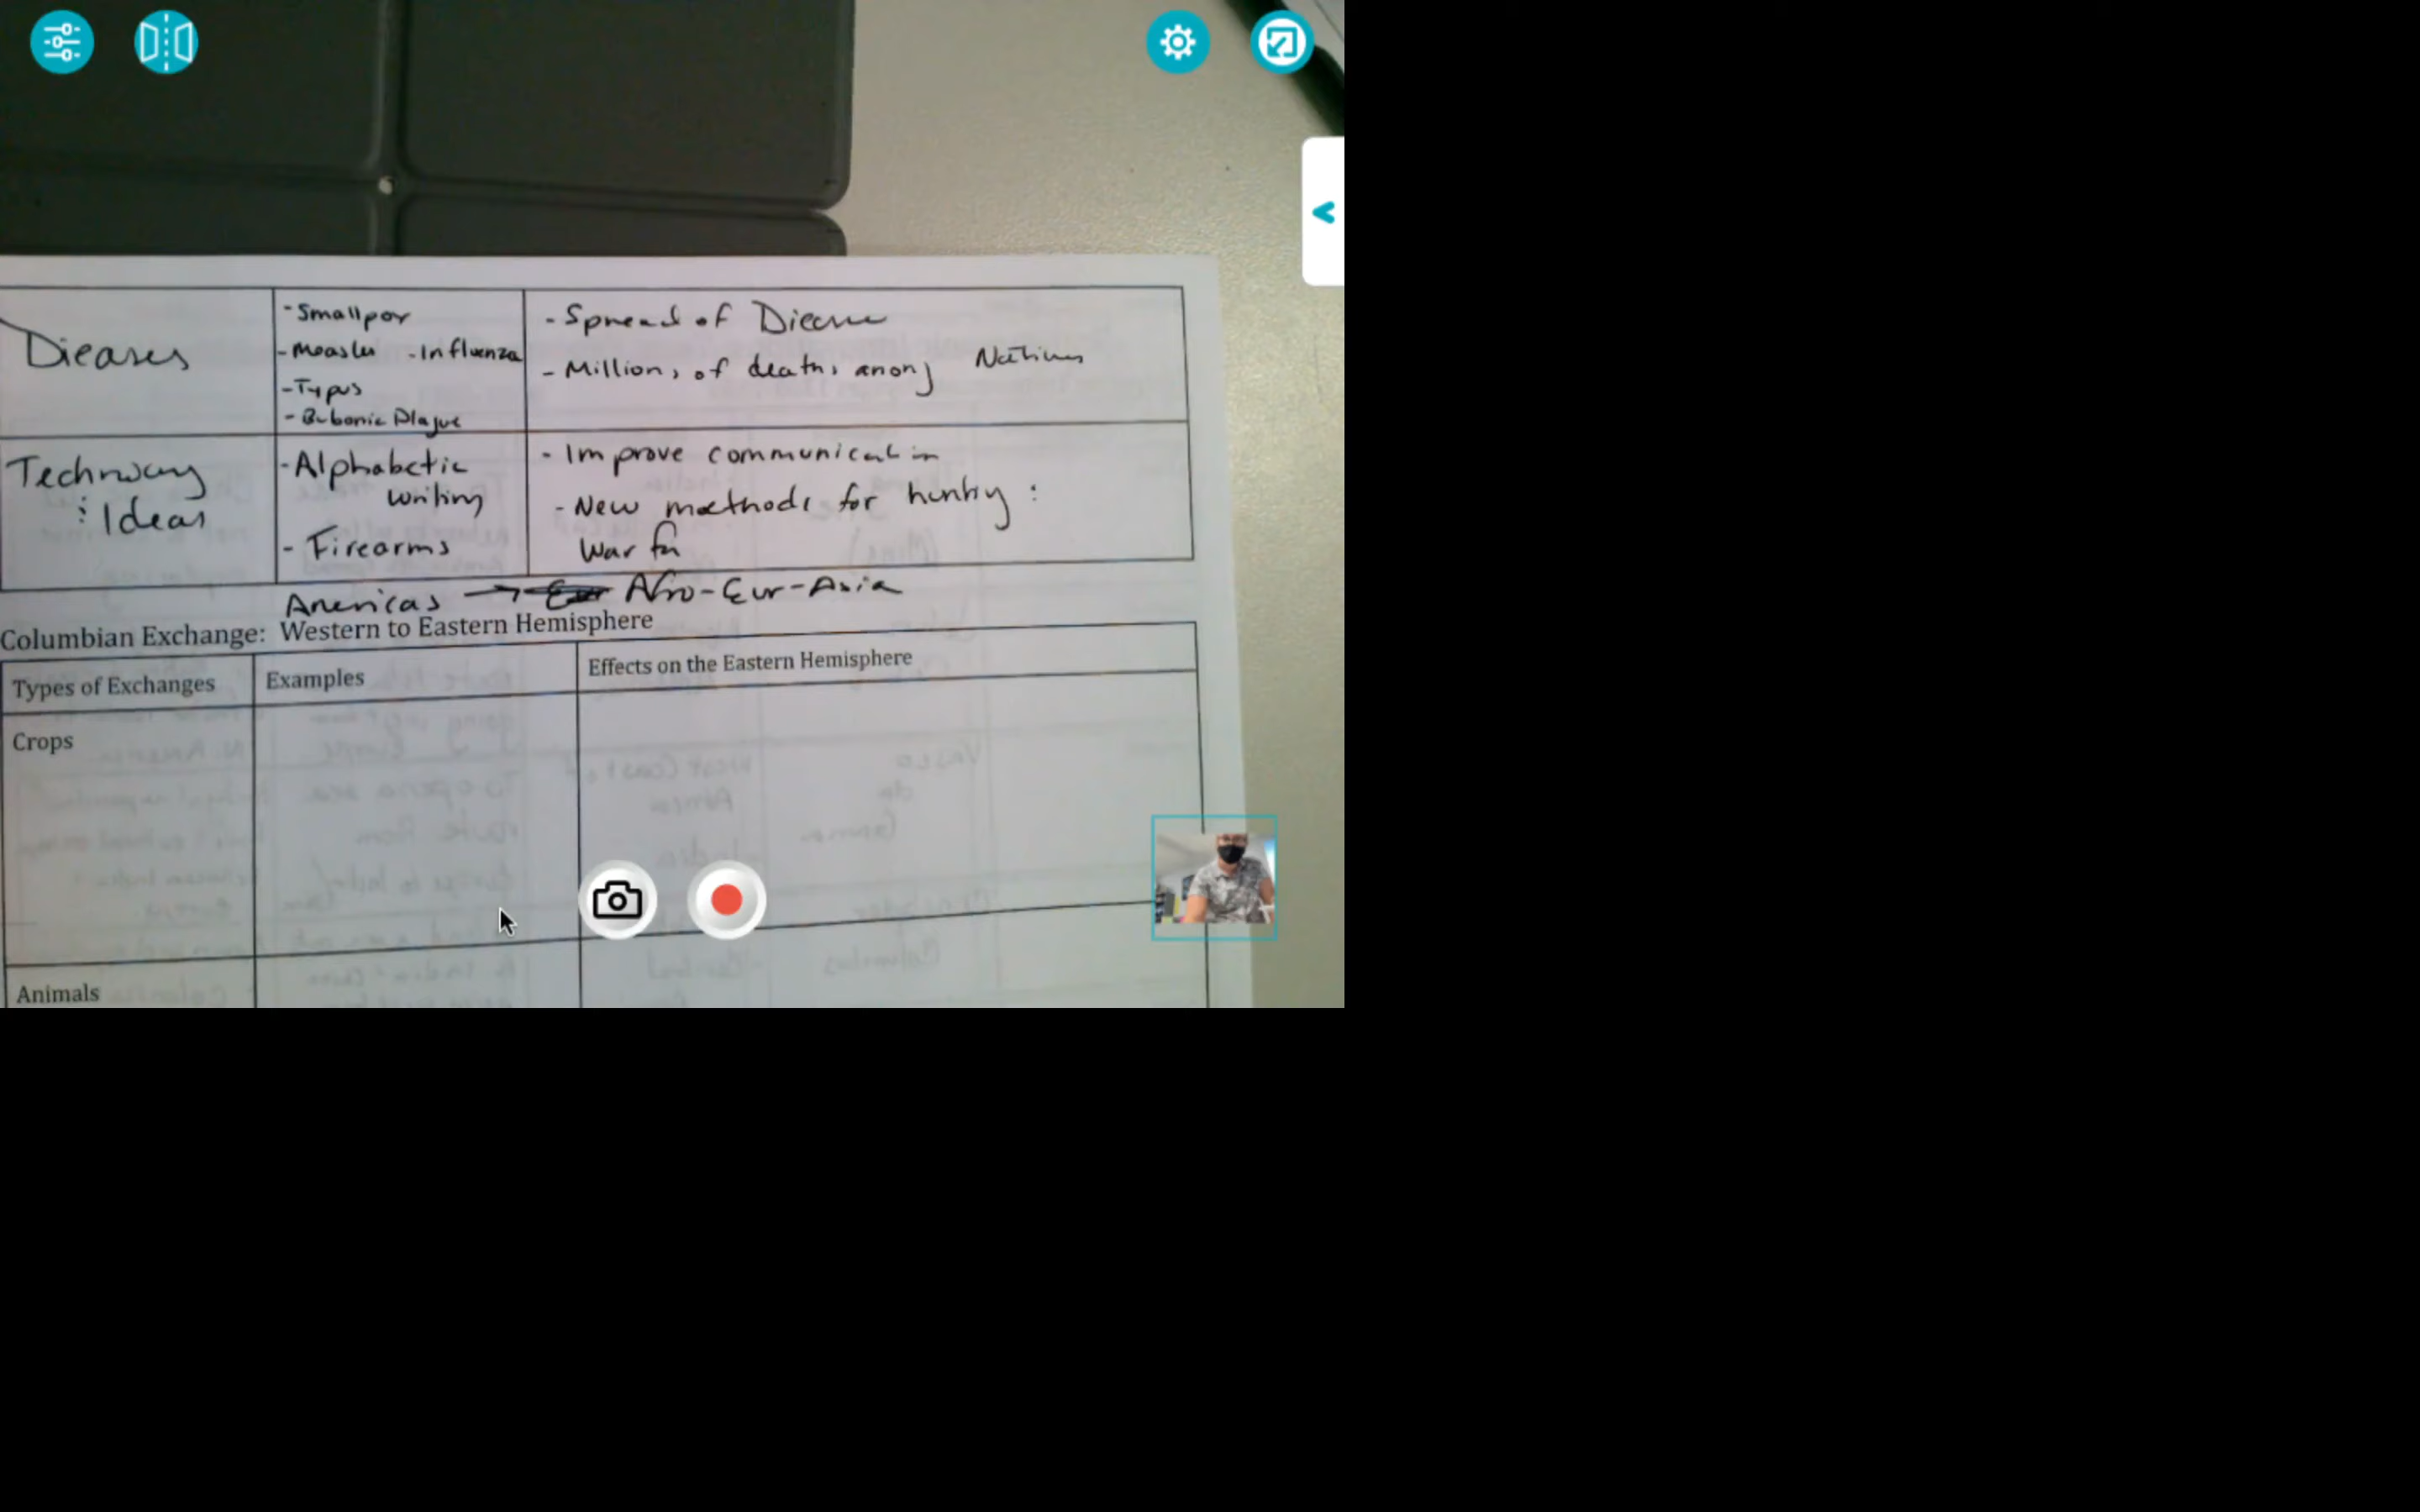 Dieases
- Smallpox
- Measles - Influenza
- Typus
- Bubonic Plague
- Spread of Diease
- Millions of deaths among Natives
Technology
: Ideas
- Alphabetic
writing
- Firearms
- Improve communication
- New methods for hunting :
War fa
Americas → Afro-Eur-Asia
Columbian Exchange: Western to Eastern Hemisphere
Types of Exchanges
Examples
Effects on the Eastern Hemisphere
Crops
Animals